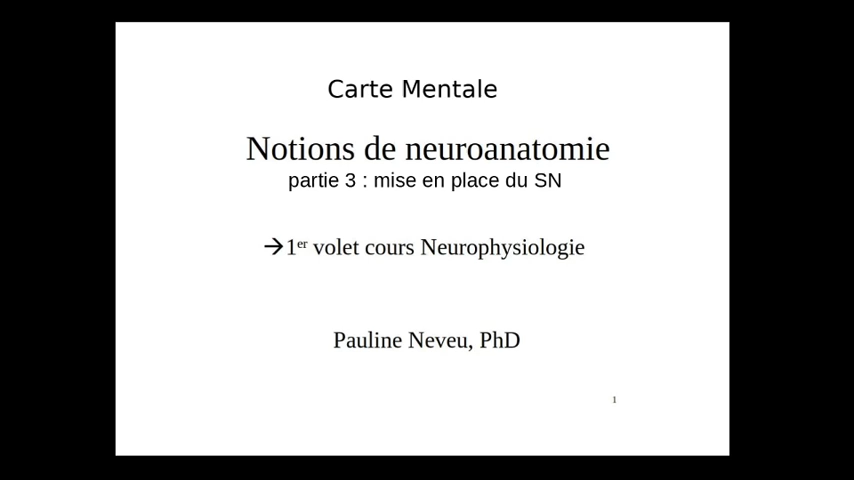 Carte Mentale
Notions de neuroanatomie
partie 3 : mise en place du SN
→1er volet cours Neurophysiologie
Pauline Neveu, PhD
1